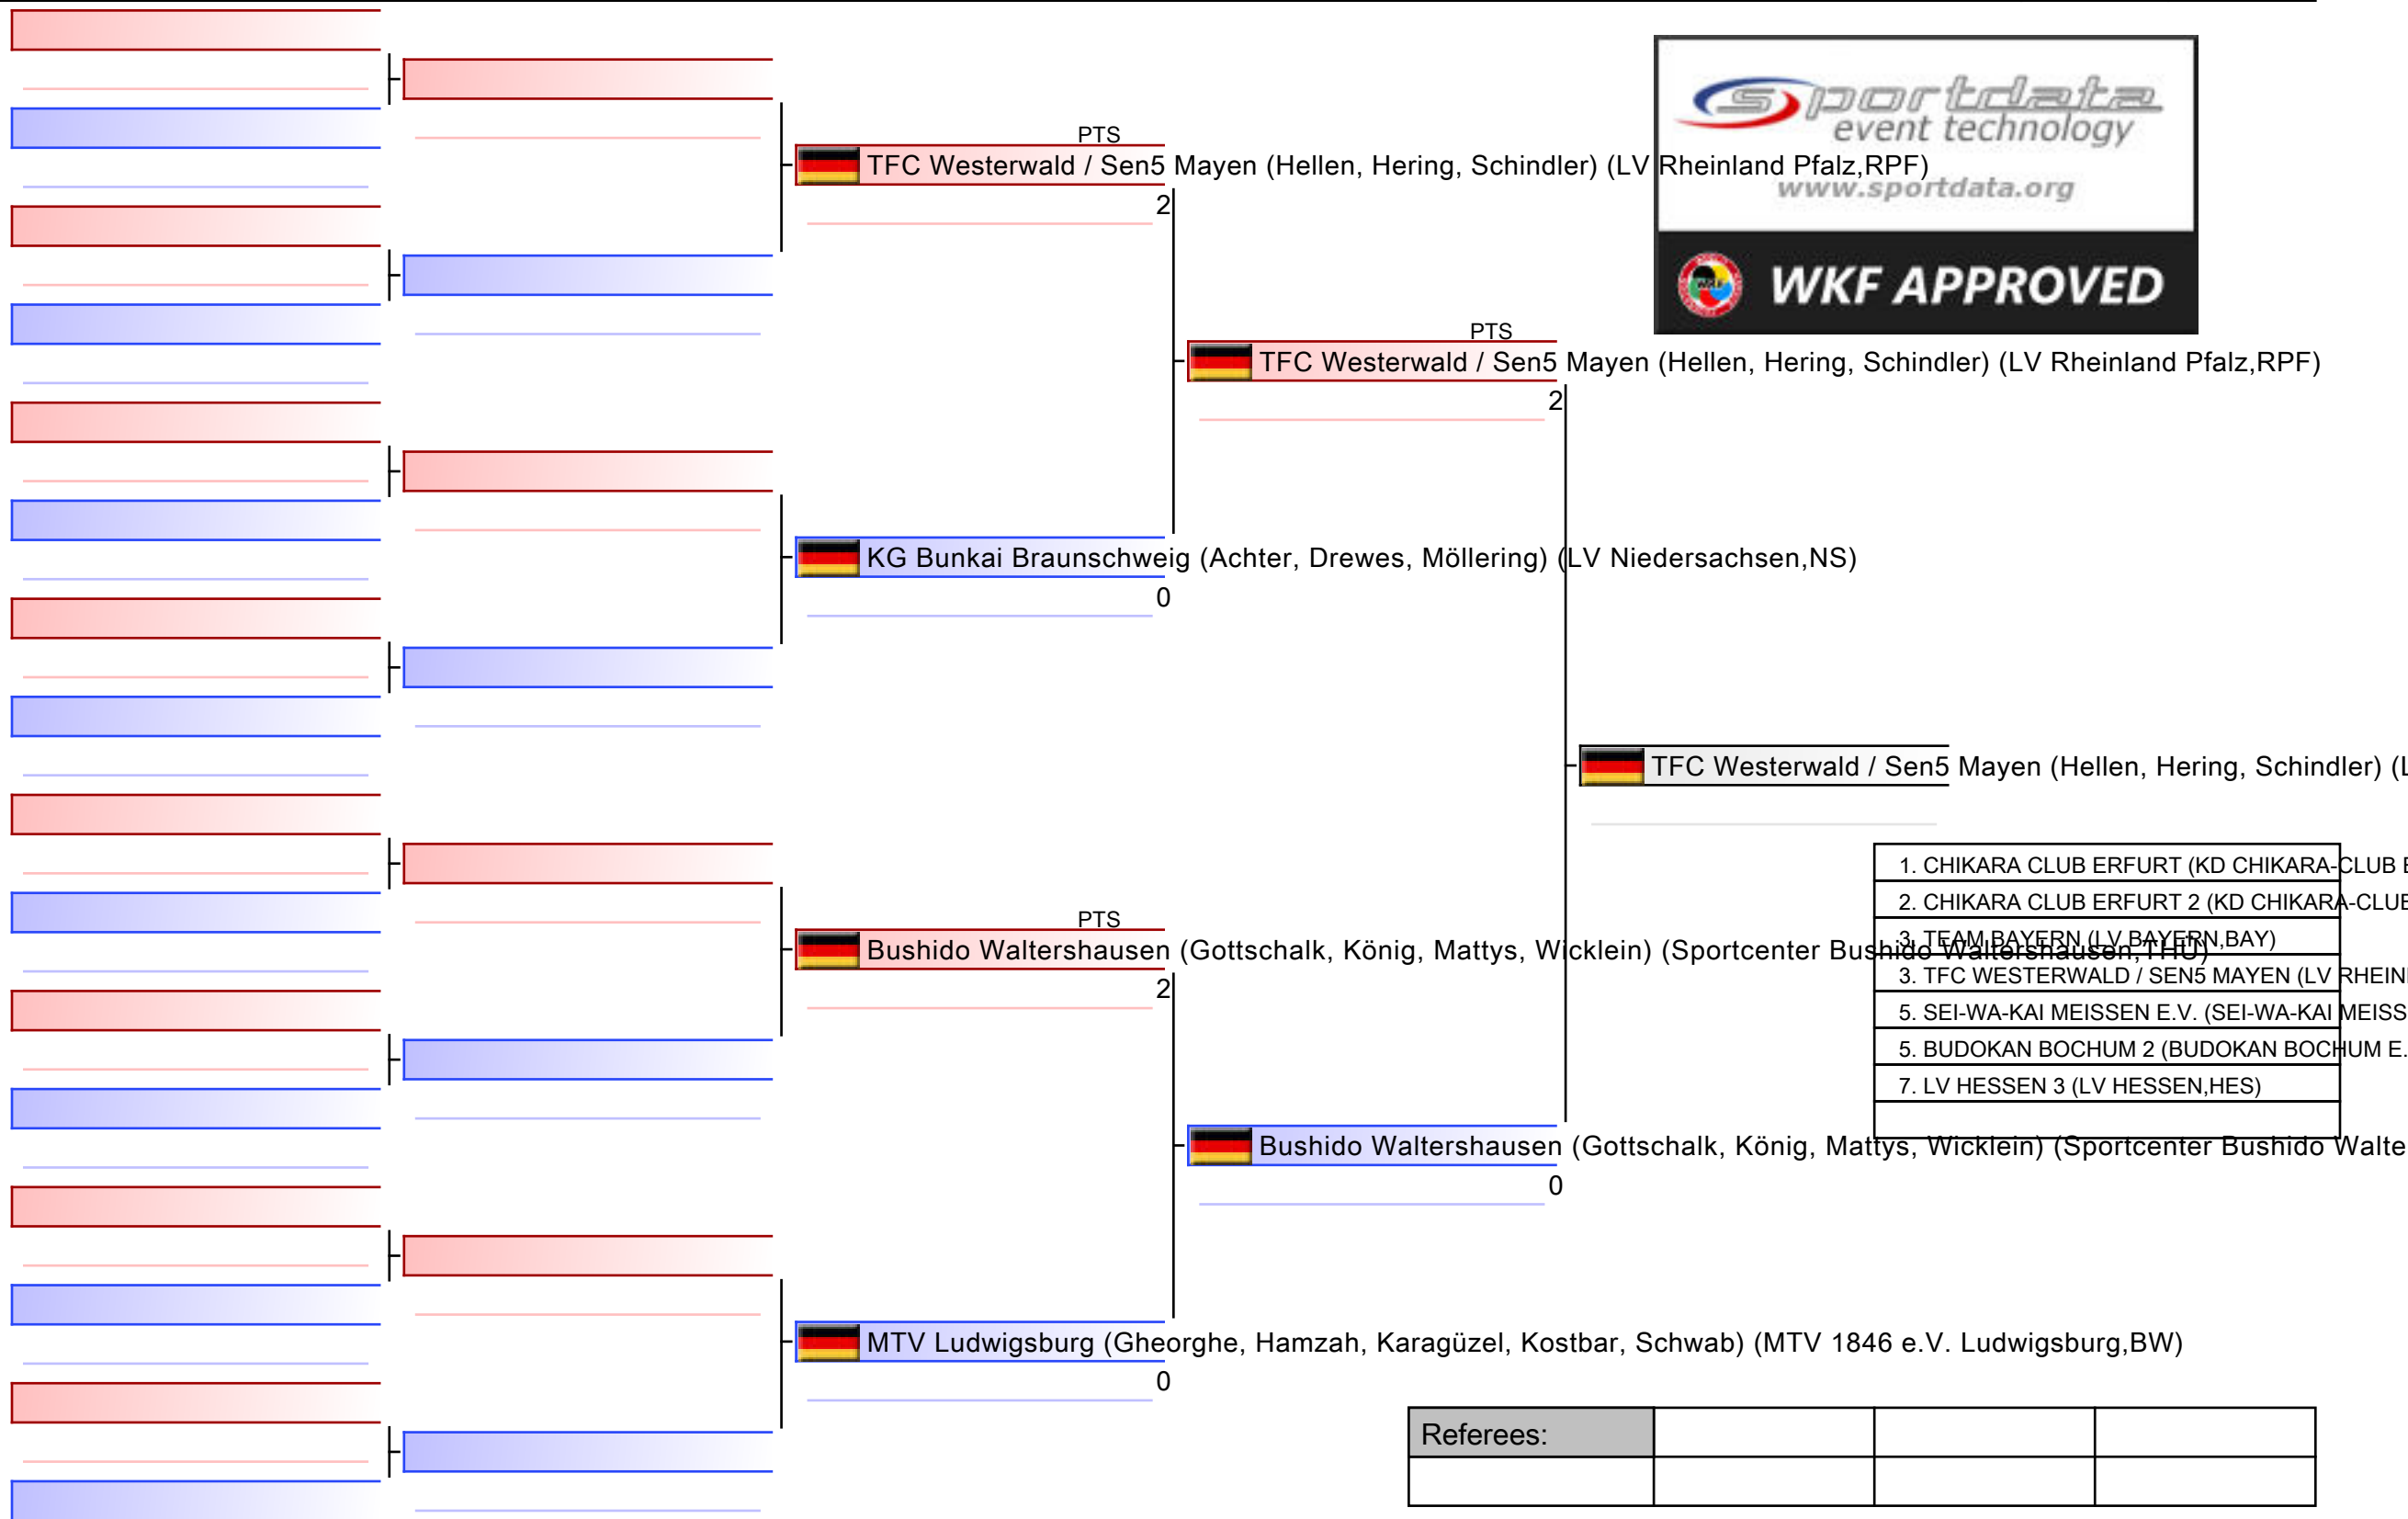 sportdata
event technology
www.sportdata.org
WKF APPROVED
PTS
TFC Westerwald / Sen5 Mayen (Hellen, Hering, Schindler) (LV Rheinland Pfalz,RPF)
2
PTS
TFC Westerwald / Sen5 Mayen (Hellen, Hering, Schindler) (LV Rheinland Pfalz,RPF)
2
KG Bunkai Braunschweig (Achter, Drewes, Möllering) (LV Niedersachsen,NS)
0
TFC Westerwald / Sen5 Mayen (Hellen, Hering, Schindler) (L
1. CHIKARA CLUB ERFURT (KD CHIKARA-CLUB E
2. CHIKARA CLUB ERFURT 2 (KD CHIKARA-CLUB
3. TEAM BAYERN (LV BAYERN,BAY)
3. TFC WESTERWALD / SEN5 MAYEN (LV RHEINL
5. SEI-WA-KAI MEISSEN E.V. (SEI-WA-KAI MEISS
5. BUDOKAN BOCHUM 2 (BUDOKAN BOCHUM E.
7. LV HESSEN 3 (LV HESSEN,HES)
PTS
Bushido Waltershausen (Gottschalk, König, Mattys, Wicklein) (Sportcenter Bushido Waltershausen,THÜ)
2
Bushido Waltershausen (Gottschalk, König, Mattys, Wicklein) (Sportcenter Bushido Walte
0
MTV Ludwigsburg (Gheorghe, Hamzah, Karagüzel, Kostbar, Schwab) (MTV 1846 e.V. Ludwigsburg,BW)
0
Referees: